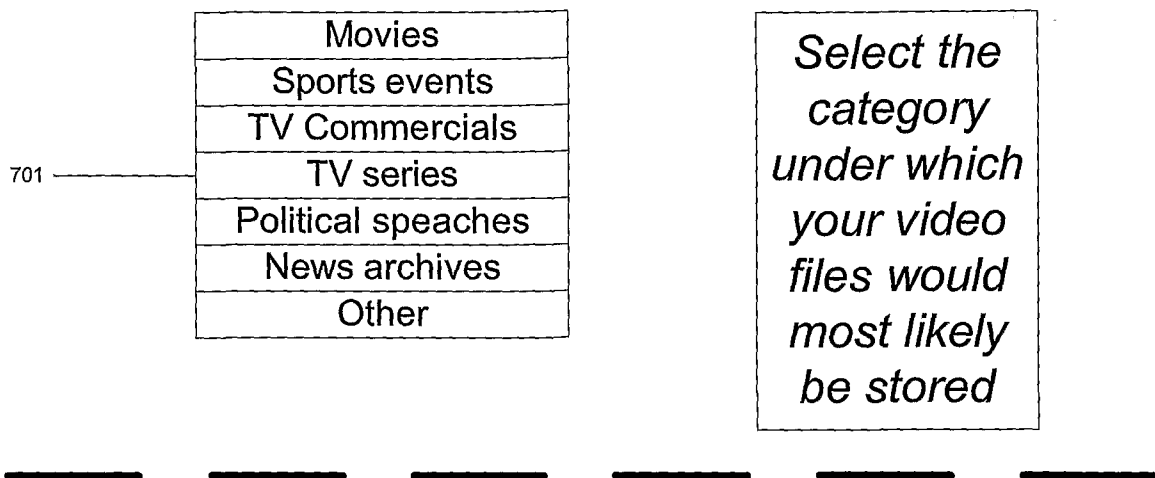 Movies
Sports events
TV Commercials
701
TV series
Political speaches
News archives
Other
Select the
category
under which
your video
files would
most likely
be stored